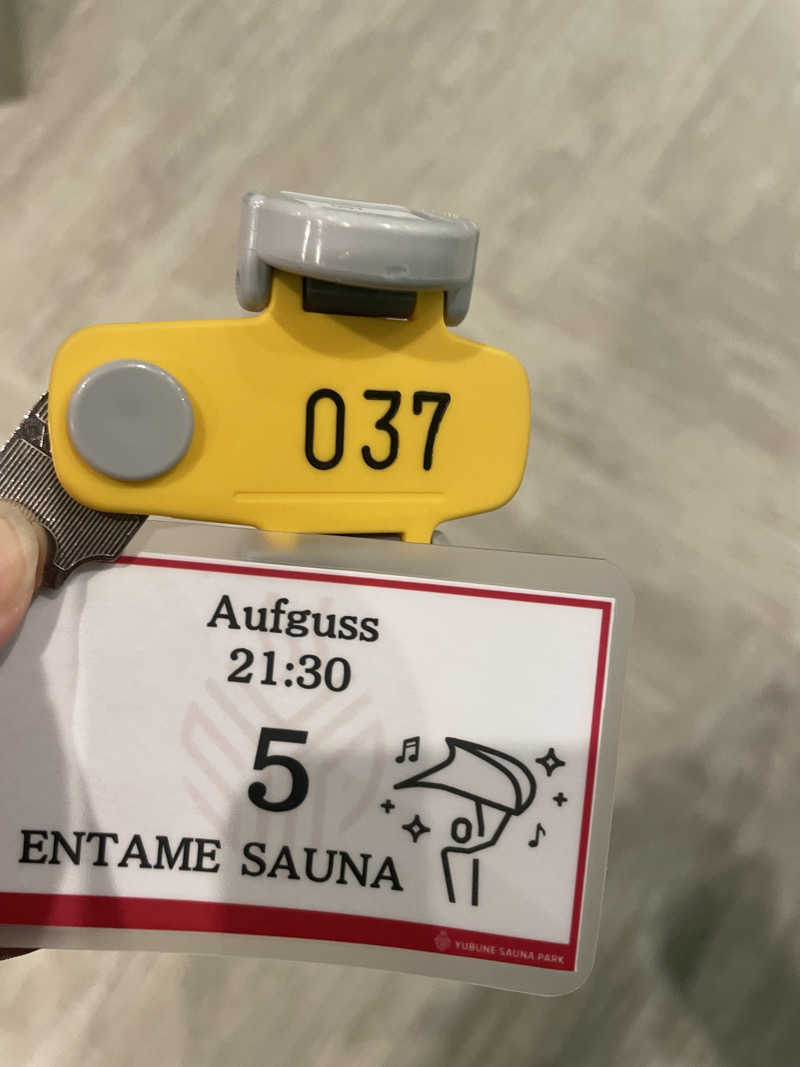 037
Aufguss
21:30
5
ENTAME SAUNA
YUBUNE SAUNA PARK